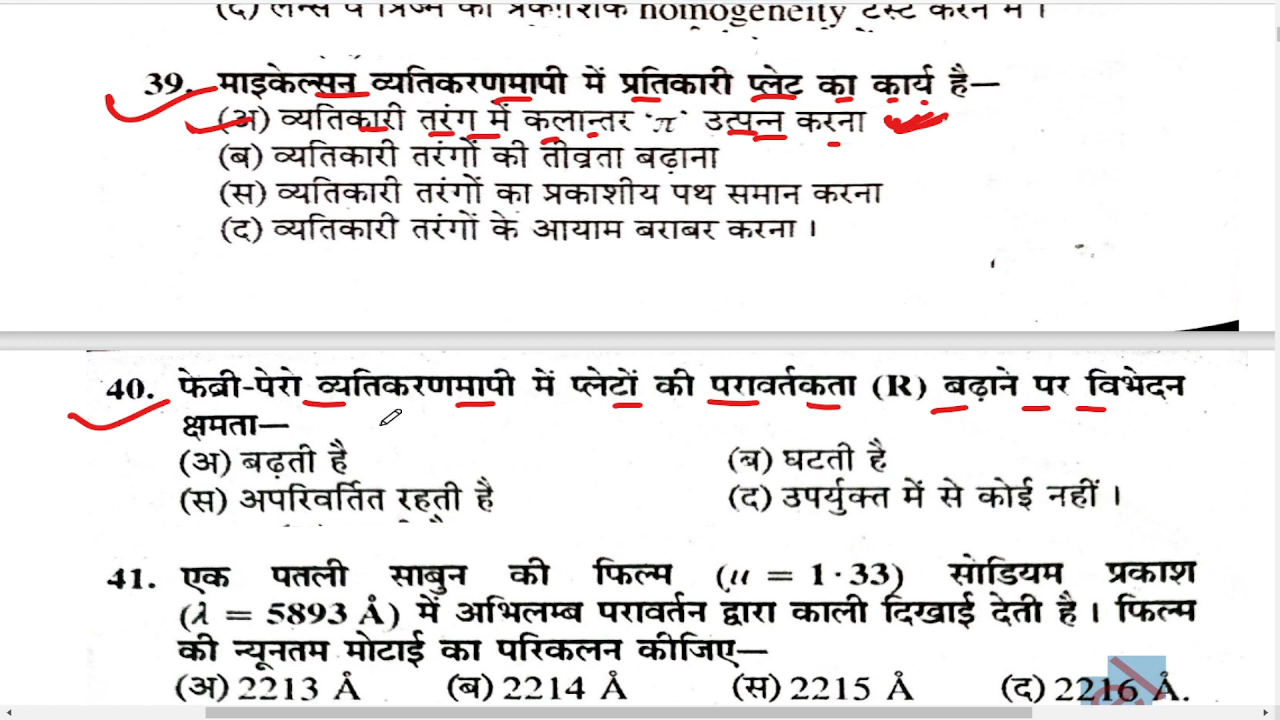 (द) लेन्स व प्रिज्म की प्रकाशिक homogeneity टेस्ट करने में ।
39. माइकेल्सन व्यतिकरणमापी में प्रतिकारी प्लेट का कार्य है—
(अ) व्यतिकारी तरंग में कलान्तर 'π' उत्पन्न करना
(ब) व्यतिकारी तरंगों की तीव्रता बढ़ाना
(स) व्यतिकारी तरंगों का प्रकाशीय पथ समान करना
(द) व्यतिकारी तरंगों के आयाम बराबर करना ।
40. फेब्री-पेरो व्यतिकरणमापी में प्लेटों की परावर्तकता (R) बढ़ाने पर विभेदन
क्षमता—
(अ) बढ़ती है (ब) घटती है
(स) अपरिवर्तित रहती है (द) उपर्युक्त में से कोई नहीं ।
41. एक पतली साबुन की फिल्म (μ = 1·33) सोडियम प्रकाश
(λ = 5893 Å) में अभिलम्ब परावर्तन द्वारा काली दिखाई देती है । फिल्म
की न्यूनतम मोटाई का परिकलन कीजिए—
(अ) 2213 Å (ब) 2214 Å (स) 2215 Å (द) 2216 Å.